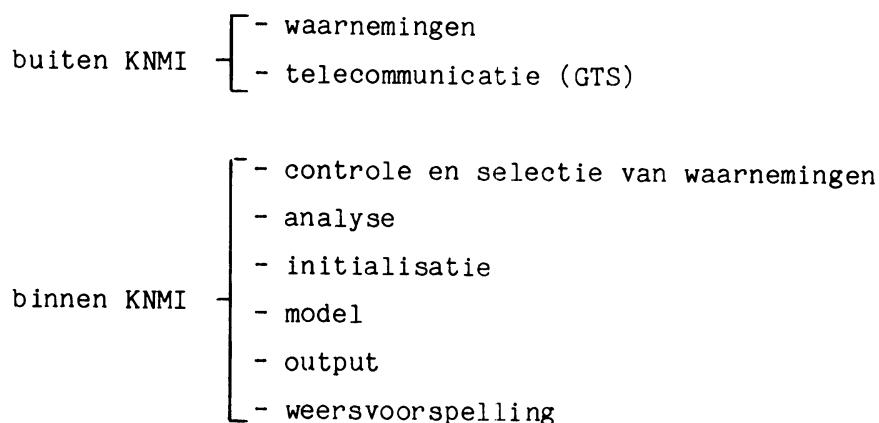 - waarnemingen
buiten KNMI
- telecommunicatie (GTS)
- controle en selectie van waarnemingen
- analyse
- initialisatie
binnen KNMI
- model
- output
- weersvoorspelling